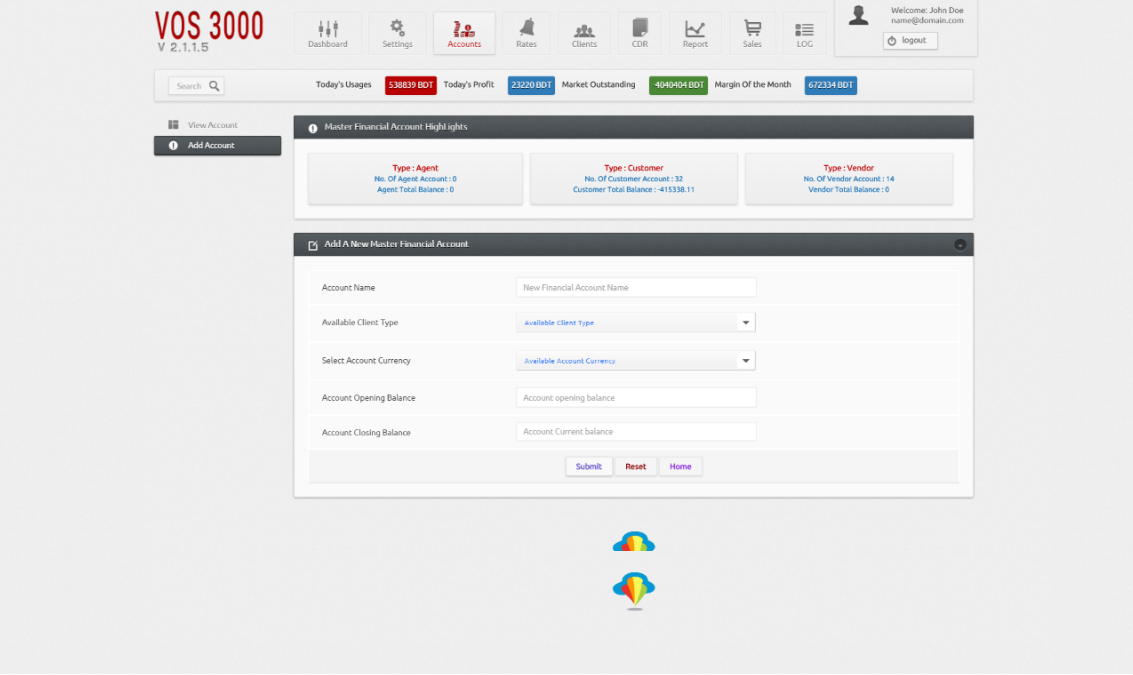 VOS 3000
V 2.1.1.5
Dashboard
Settings
Accounts
Rates
Clients
CDR
Report
Sales
LOG
Welcome: John Doe
name@domain.com
logout
Search
Today's Usages 538839 BDT Today's Profit 23220 BDT Market Outstanding 4040404 BDT Margin Of the Month 672334 BDT
View Account
Add Account
Master Financial Account HighLights
Type : Agent
No. Of Agent Account : 0
Agent Total Balance : 0
Type : Customer
No. Of Customer Account : 32
Customer Total Balance : -415338.11
Type : Vendor
No. Of Vendor Account : 14
Vendor Total Balance : 0
Add A New Master Financial Account
Account Name New Financial Account Name
Available Client Type Available Client Type
Select Account Currency Available Account Currency
Account Opening Balance Account opening balance
Account Closing Balance Account Current balance
Submit Reset Home